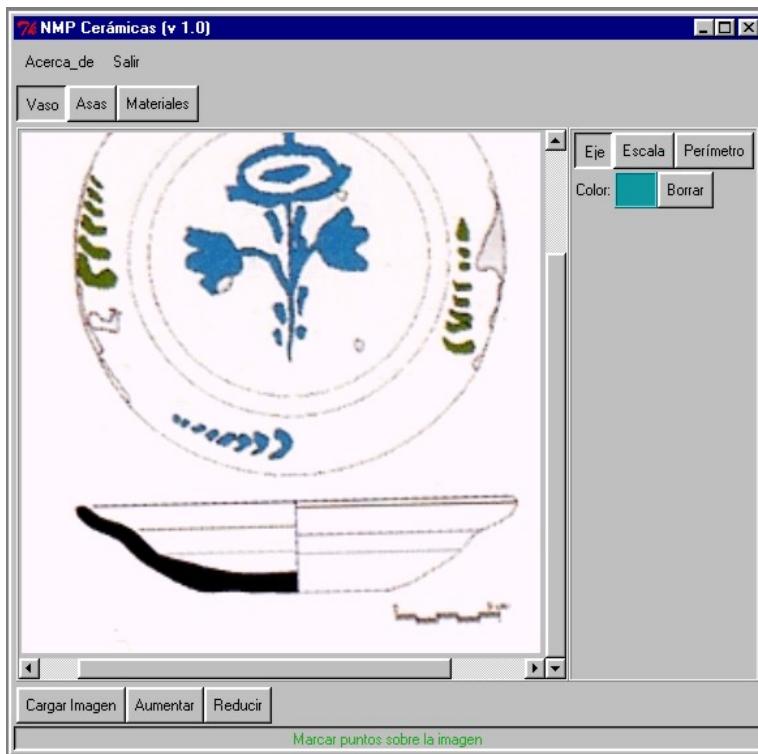 NMP Cerámicas (v 1.0)
Acerca_de Salir
Vaso Asas Materiales
Eje Escala Perímetro
Color: Borrar
Cargar Imagen Aumentar Reducir
Marcar puntos sobre la imagen